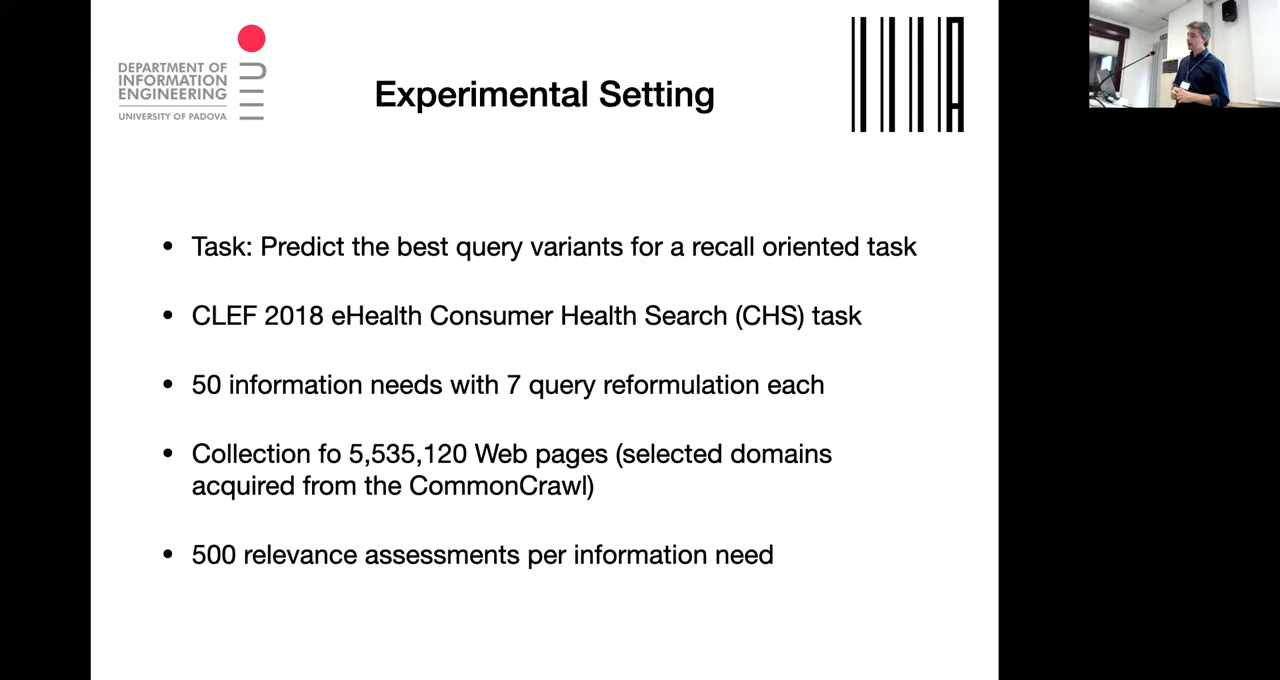 DEPARTMENT OF
INFORMATION
ENGINEERING
UNIVERSITY OF PADOVA
Experimental Setting
• Task: Predict the best query variants for a recall oriented task
• CLEF 2018 eHealth Consumer Health Search (CHS) task
• 50 information needs with 7 query reformulation each
• Collection fo 5,535,120 Web pages (selected domains
acquired from the CommonCrawl)
• 500 relevance assessments per information need